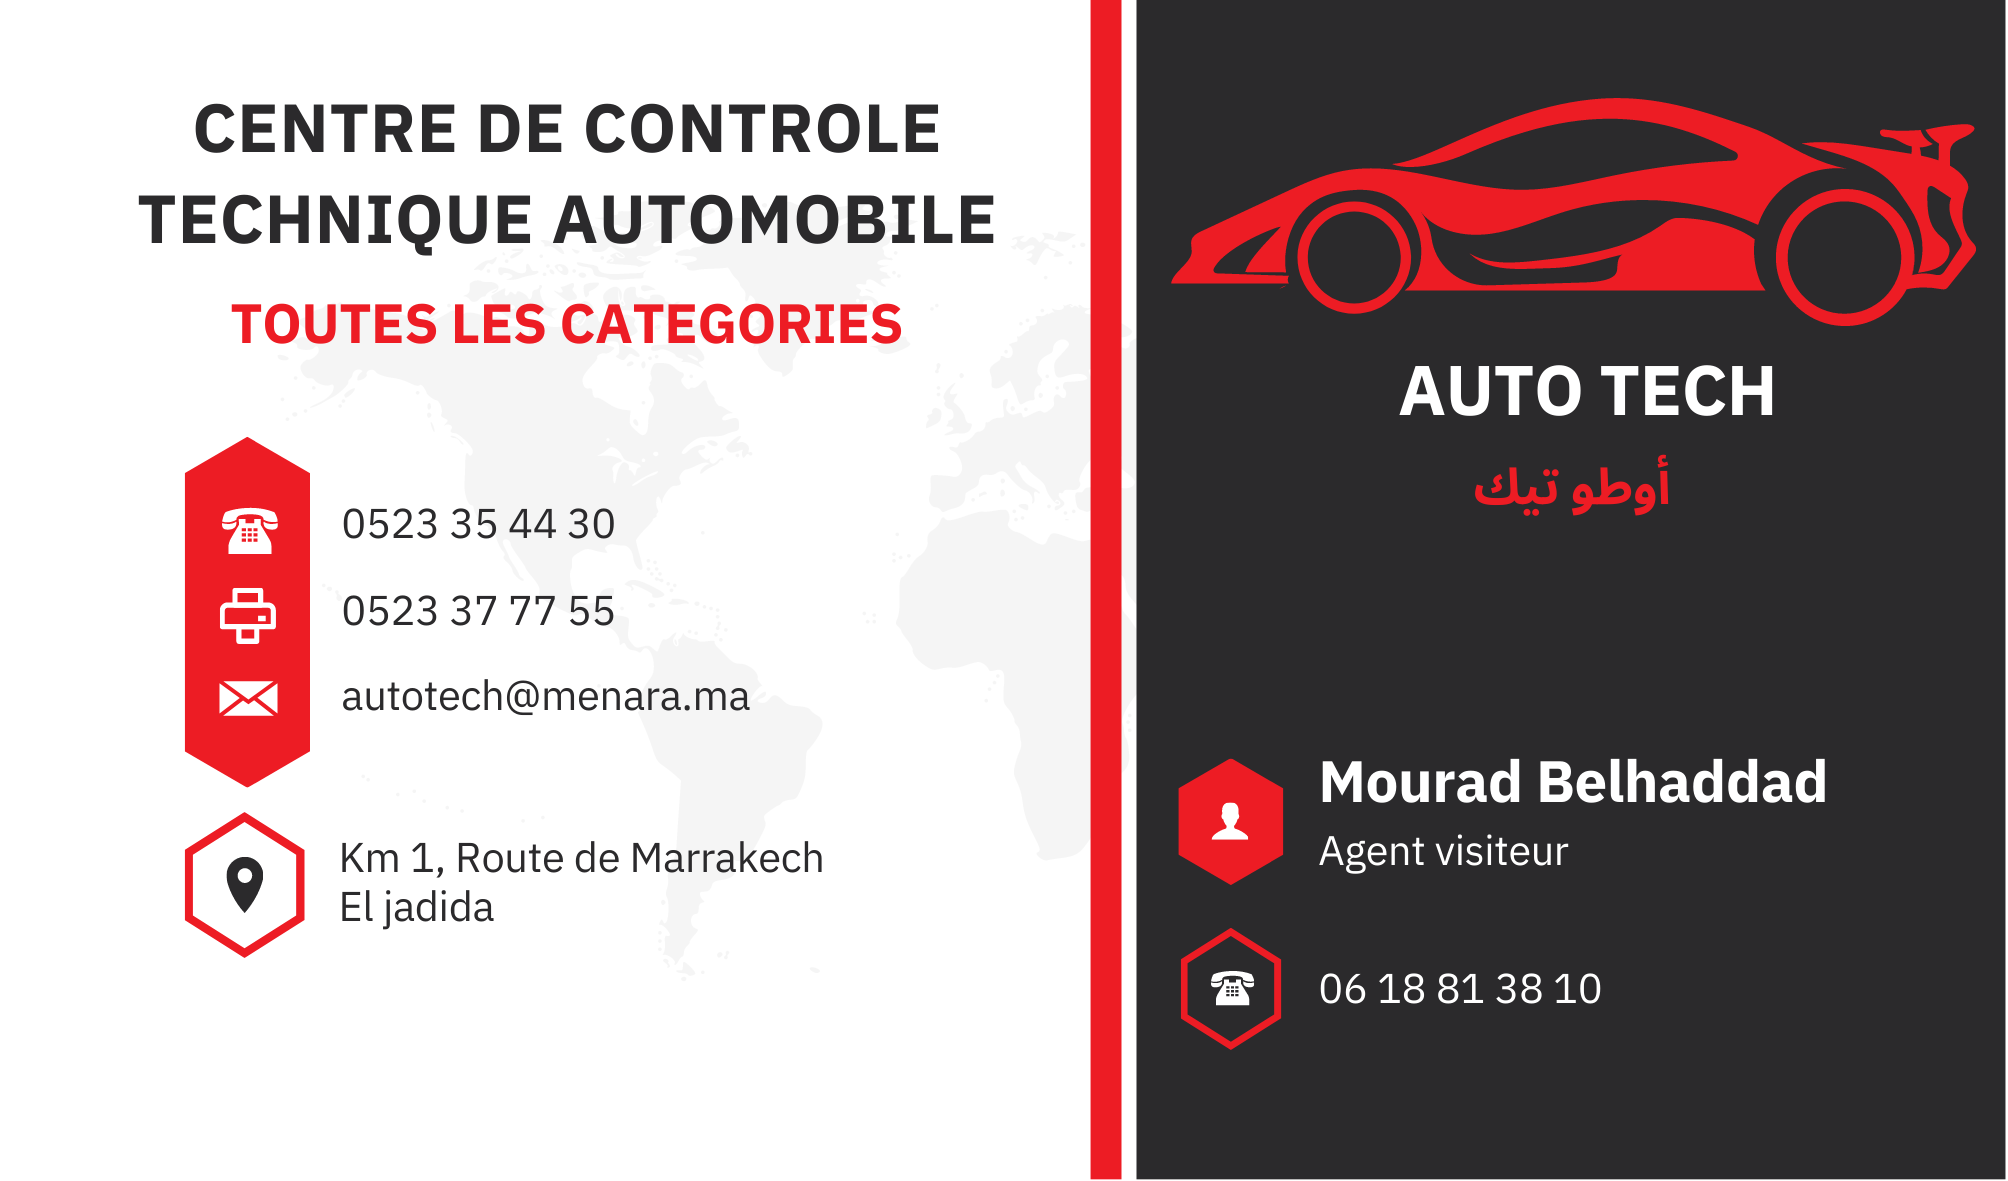 CENTRE DE CONTROLE
TECHNIQUE AUTOMOBILE
TOUTES LES CATEGORIES
0523 35 44 30
0523 37 77 55
autotech@menara.ma
Km 1, Route de Marrakech
El jadida
AUTO TECH
أوطو تيك
Mourad Belhaddad
Agent visiteur
06 18 81 38 10